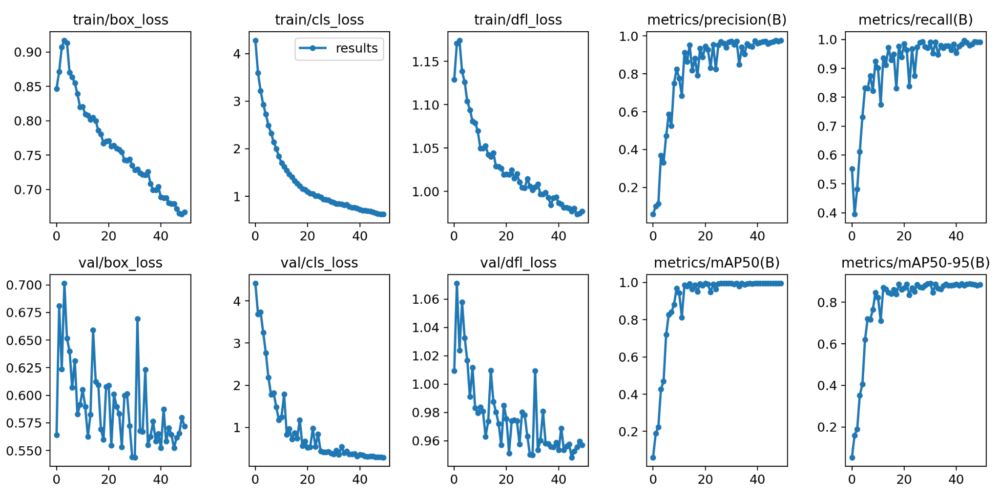 train/box_loss
0.90
0.85
0.80
0.75
0.70
0 20 40
train/cls_loss
results
4
3
2
1
0 20 40
train/dfl_loss
1.15
1.10
1.05
1.00
0 20 40
metrics/precision(B)
1.0
0.8
0.6
0.4
0.2
0 20 40
metrics/recall(B)
1.0
0.9
0.8
0.7
0.6
0.5
0.4
0 20 40
val/box_loss
0.700
0.675
0.650
0.625
0.600
0.575
0.550
0 20 40
val/cls_loss
4
3
2
1
0 20 40
val/dfl_loss
1.06
1.04
1.02
1.00
0.98
0.96
0 20 40
metrics/mAP50(B)
1.0
0.8
0.6
0.4
0.2
0 20 40
metrics/mAP50-95(B)
0.8
0.6
0.4
0.2
0 20 40